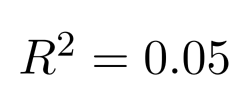 R² = 0.05